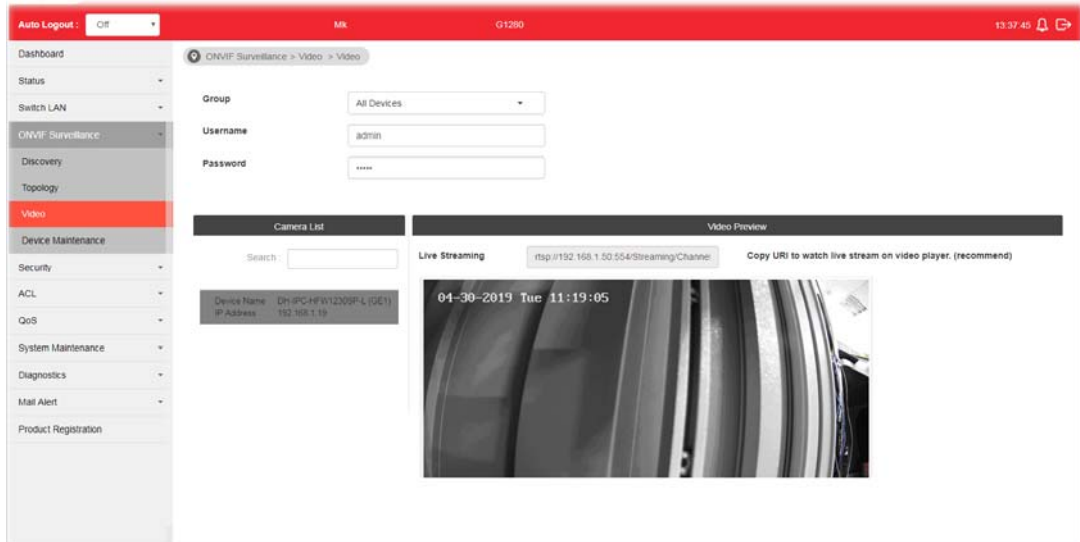 Auto Logout : Off Mk G1280 13:37:45
Dashboard
Status
Switch LAN
ONVIF Surveillance
Discovery
Topology
Video
Device Maintenance
Security
ACL
QoS
System Maintenance
Diagnostics
Mail Alert
Product Registration
ONVIF Surveillance > Video > Video
Group All Devices
Username admin
Password •••••
Camera List
Search :
Device Name DH-IPC-HFW1230SP-L (GE1)
IP Address 192.168.1.19
Video Preview
Live Streaming rtsp://192.168.1.50:554/Streaming/Channel Copy URI to watch live stream on video player. (recommend)
04-30-2019 Tue 11:19:05